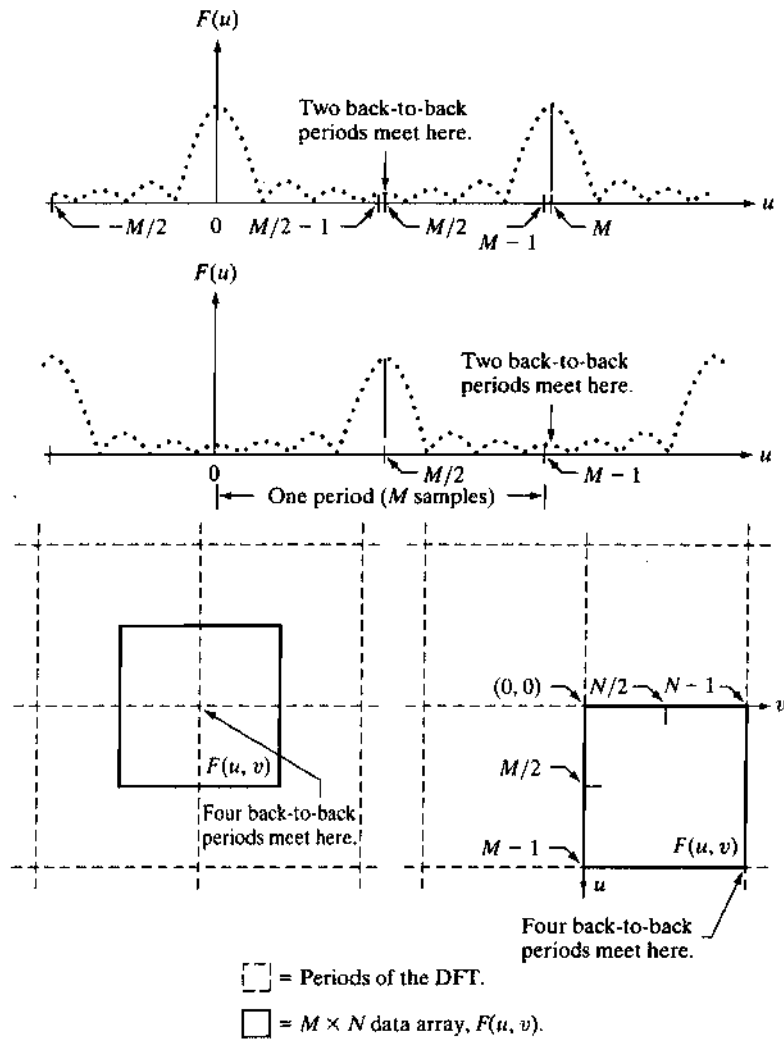 F(u)
Two back-to-back
periods meet here.
−M/2
0
M/2 − 1
M/2
M − 1
M
u
F(u)
Two back-to-back
periods meet here.
0
M/2
M − 1
u
One period (M samples)
(0, 0)
N/2
N − 1
v
F(u, v)
M/2
Four back-to-back
periods meet here.
M − 1
F(u, v)
u
Four back-to-back
periods meet here.
= Periods of the DFT.
= M × N data array, F(u, v).